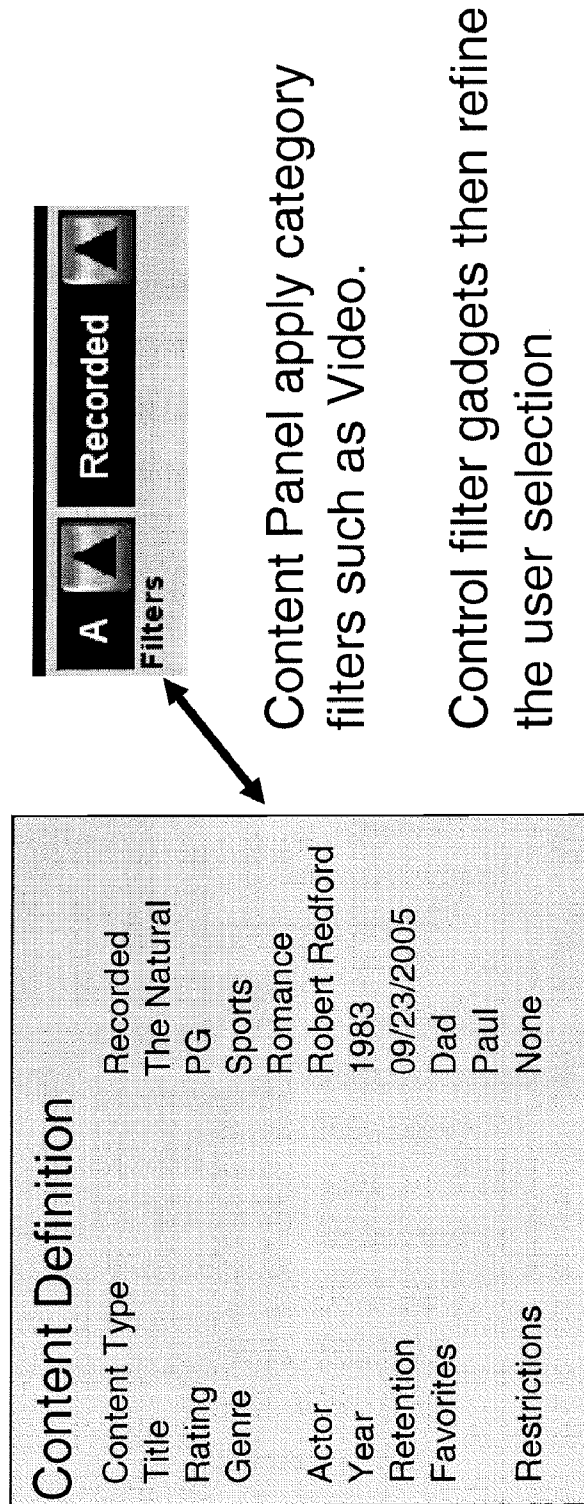 Content Definition
Content Type Recorded
Title The Natural
Rating PG
Genre Sports
Romance
Actor Robert Redford
Year 1983
Retention 09/23/2005
Favorites Dad
Paul
Restrictions None
A Recorded
Filters
Content Panel apply category
filters such as Video.
Control filter gadgets then refine
the user selection